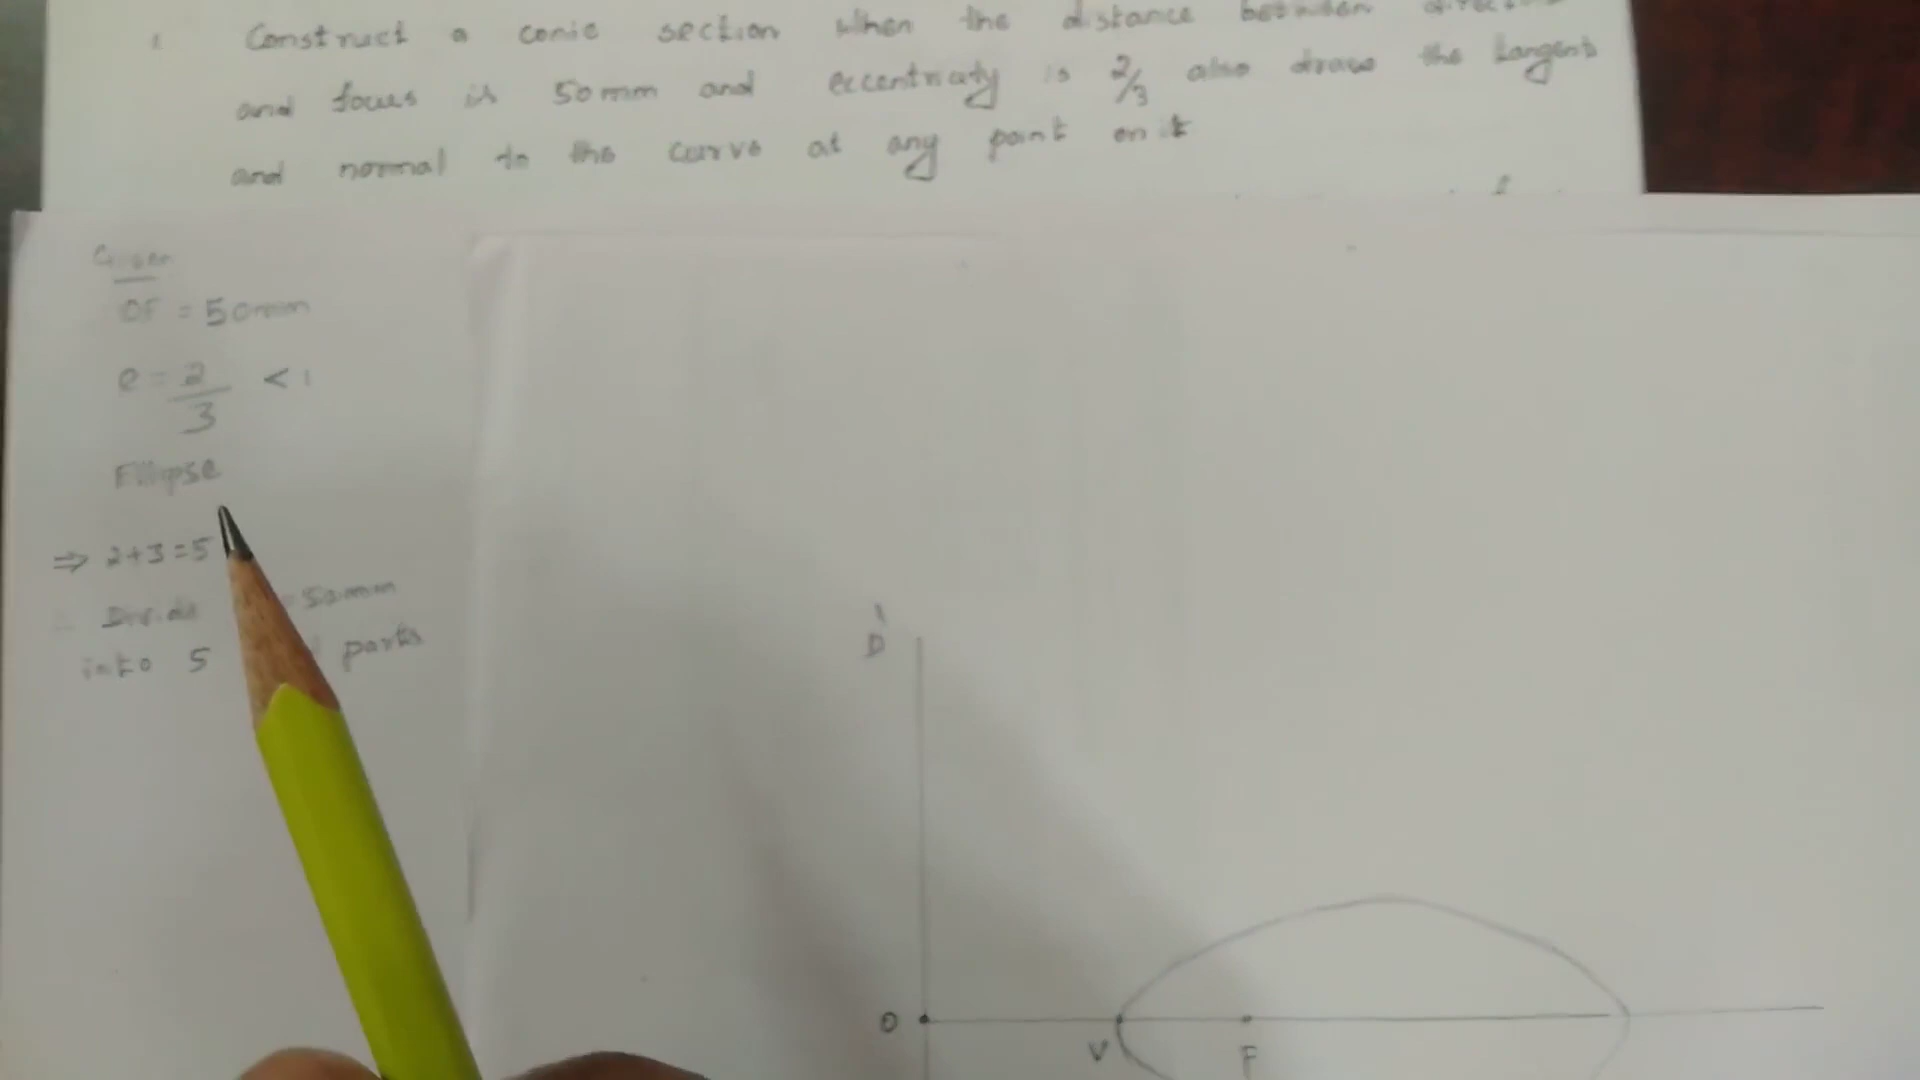 1 Construct a conic section when the distance between
and focus is 50mm and eccentricity is 2/3 also draw the tangent
and normal to the curve at any point on it
Given
OF = 50mm
e = 2/3 < 1
Ellipse
⇒ 2+3=5
∴ Divide 50mm
into 5 parts
D'
O
V
F